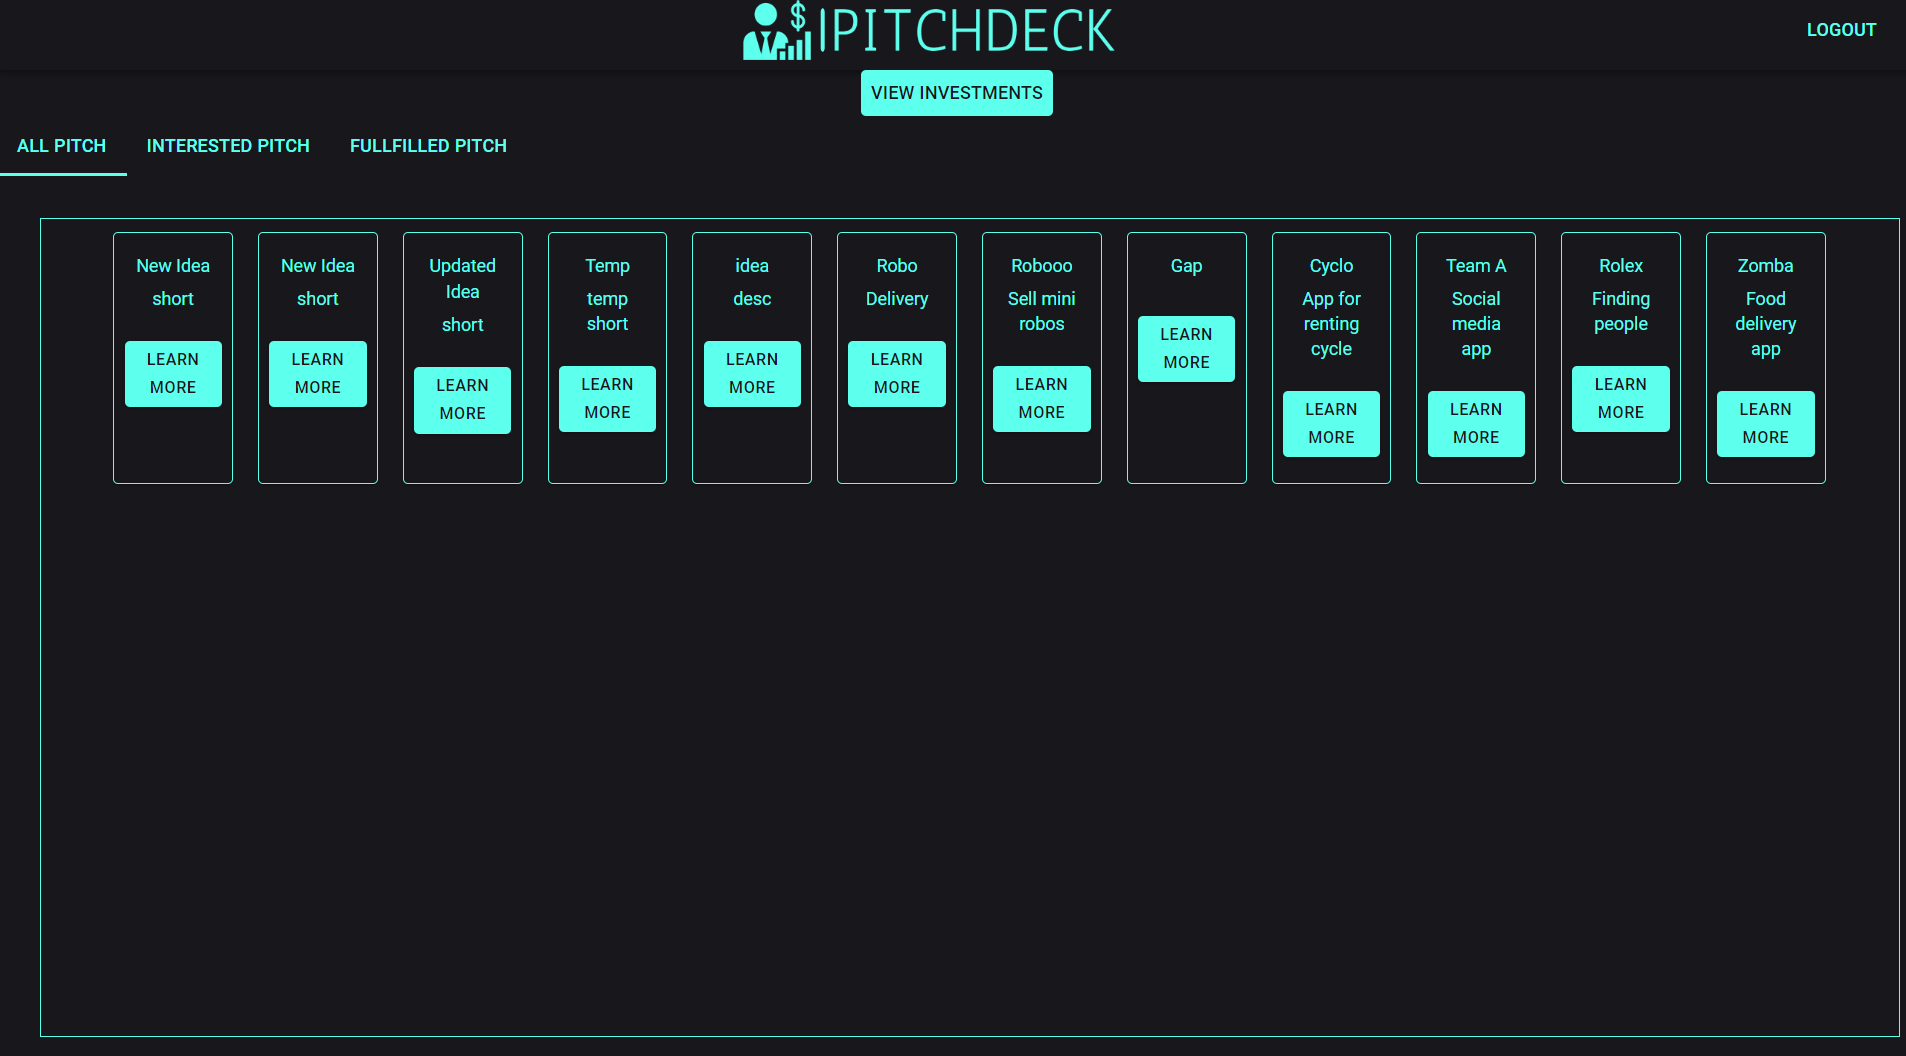 IPITCHDECK
LOGOUT
VIEW INVESTMENTS
ALL PITCH
INTERESTED PITCH
FULLFILLED PITCH
New Idea
short
LEARN
MORE
New Idea
short
LEARN
MORE
Updated
Idea
short
LEARN
MORE
Temp
temp
short
LEARN
MORE
idea
desc
LEARN
MORE
Robo
Delivery
LEARN
MORE
Robooo
Sell mini
robos
LEARN
MORE
Gap
LEARN
MORE
Cyclo
App for
renting
cycle
LEARN
MORE
Team A
Social
media
app
LEARN
MORE
Rolex
Finding
people
LEARN
MORE
Zomba
Food
delivery
app
LEARN
MORE